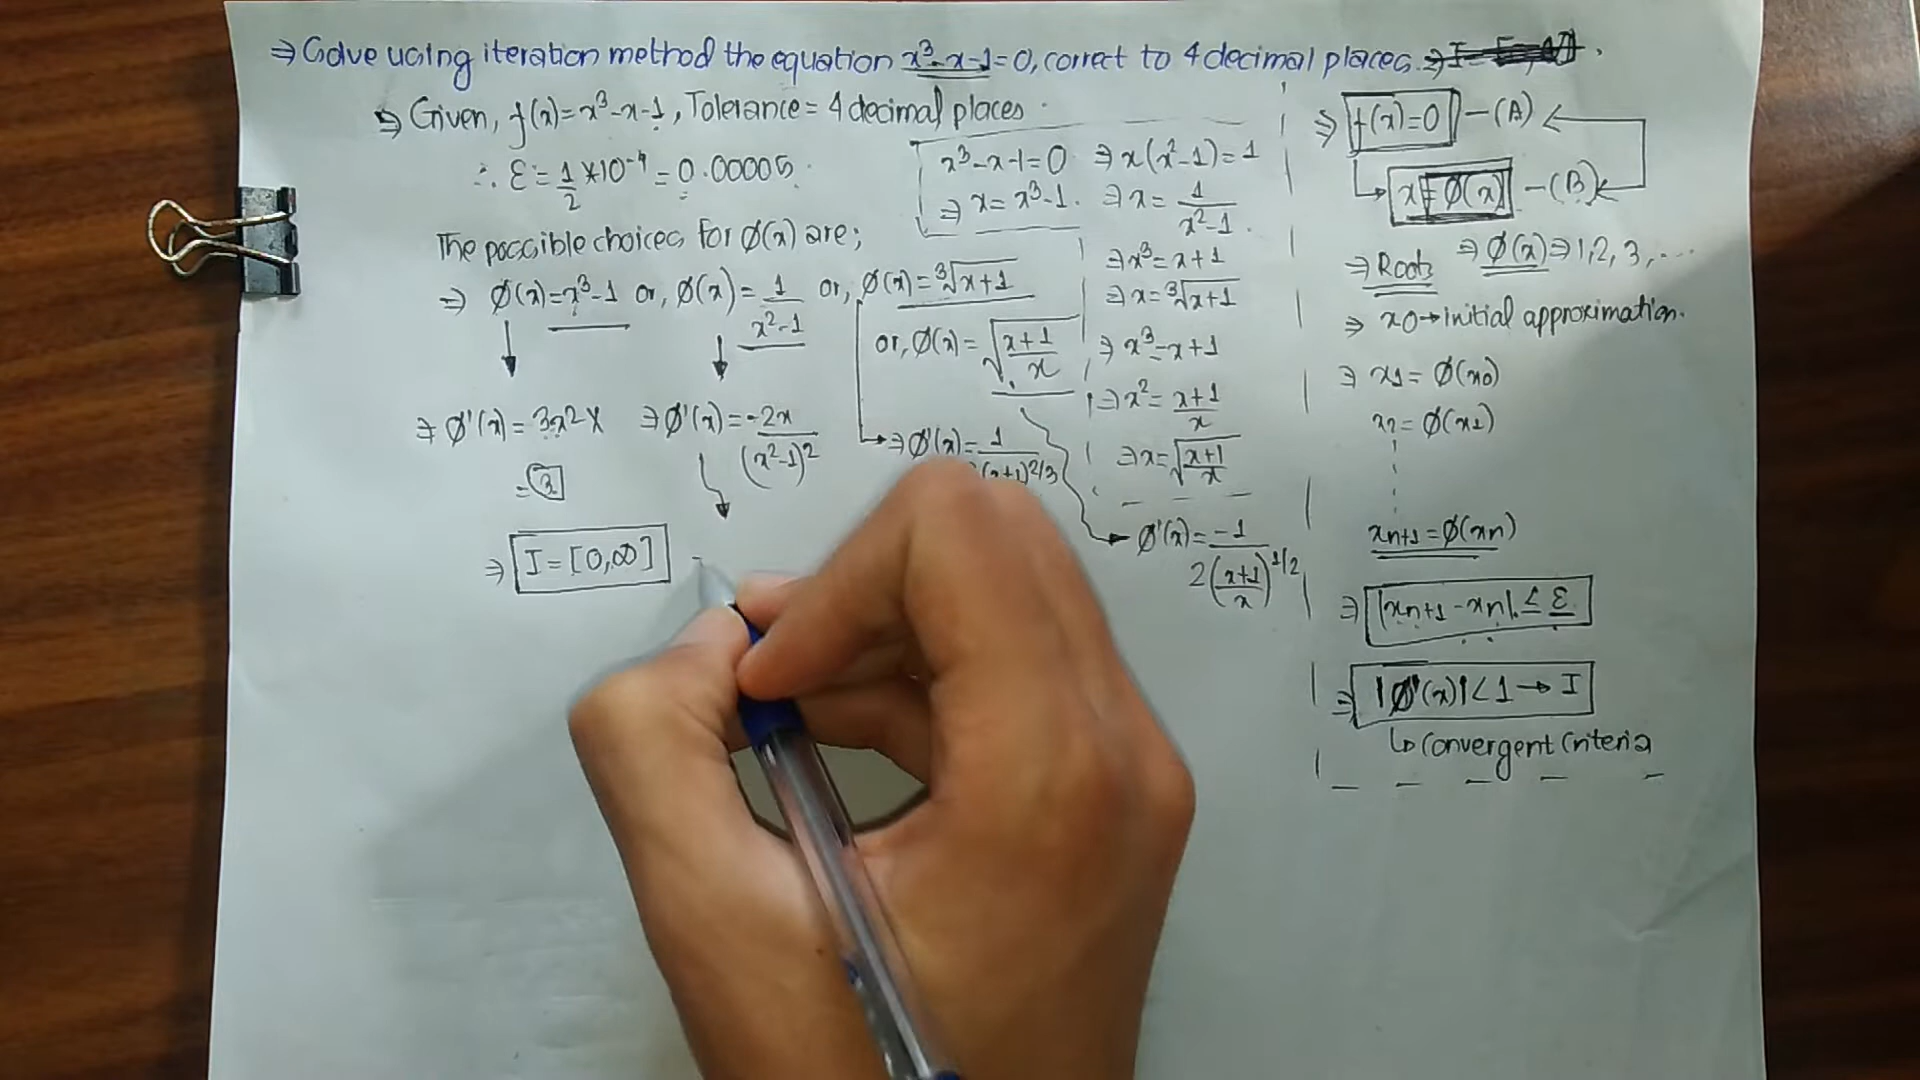 ⇒ Solve using iteration method the equation x³-x-1=0, correct to 4 decimal places. ⇒ I =
⇒ Given, f(x)=x³-x-1, Tolerance = 4 decimal places
∴ ε = 1/2 *10⁻⁴ = 0.00005
The possible choices for Ø(x) are;
⇒ Ø(x)=x³-1 or, Ø(x)= 1/(x²-1) or, Ø(x)=∛(x+1)
or, Ø(x)=√((x+1)/x)
⇒ Ø'(x)= 3x² X
= 3
⇒ Ø'(x)= -2x/(x²-1)²
⇒ Ø'(x)= 1/ (x+1)2/3
Ø'(x)= -1/2((x+1)/x)^1/2
⇒ I=[0,∞]
x³-x-1=0
⇒ x=x³-1.
⇒ x(x²-1)=1
⇒ x= 1/(x²-1).
⇒ x³=x+1
⇒ x=∛(x+1)
⇒ x³=x+1
⇒ x²= (x+1)/x
⇒ x=√((x+1)/x)
⇒ f(x)=0 -(A)
x=Ø(x) -(B)
⇒ Roots ⇒ Ø(x) ⇒ 1,2,3,...
⇒ x0→initial approximation.
⇒ x1= Ø(x0)
x2= Ø(x1)
xn+1=Ø(xn)
⇒ |xn+1-xn| ≤ ε
⇒ |Ø'(x)|<1 → I
↳ Convergent Criteria